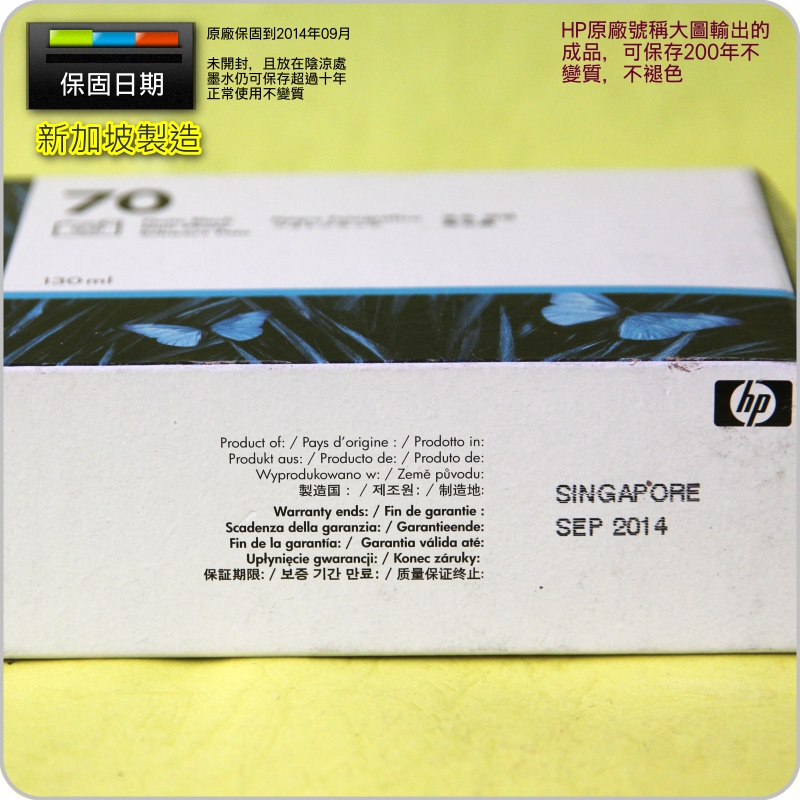 保固日期
新加坡製造
原廠保固到2014年09月
未開封，且放在陰涼處
墨水仍可保存超過十年
正常使用不變質
HP原廠號稱大圖輸出的
成品，可保存200年不
變質，不褪色
70
130 ml
hp
Product of: / Pays d'origine : / Prodotto in:
Produkt aus: / Producto de: / Produto de:
Wyprodukowano w: / Země původu:
製造国： / 제조원: / 制造地:
Warranty ends: / Fin de garantie :
Scadenza della garanzia: / Garantieende:
Fin de la garantía: / Garantia válida até:
Upłynięcie gwarancji: / Konec záruky:
保証期限: / 보증 기간 만료: / 质量保证终止:
SINGAPORE
SEP 2014